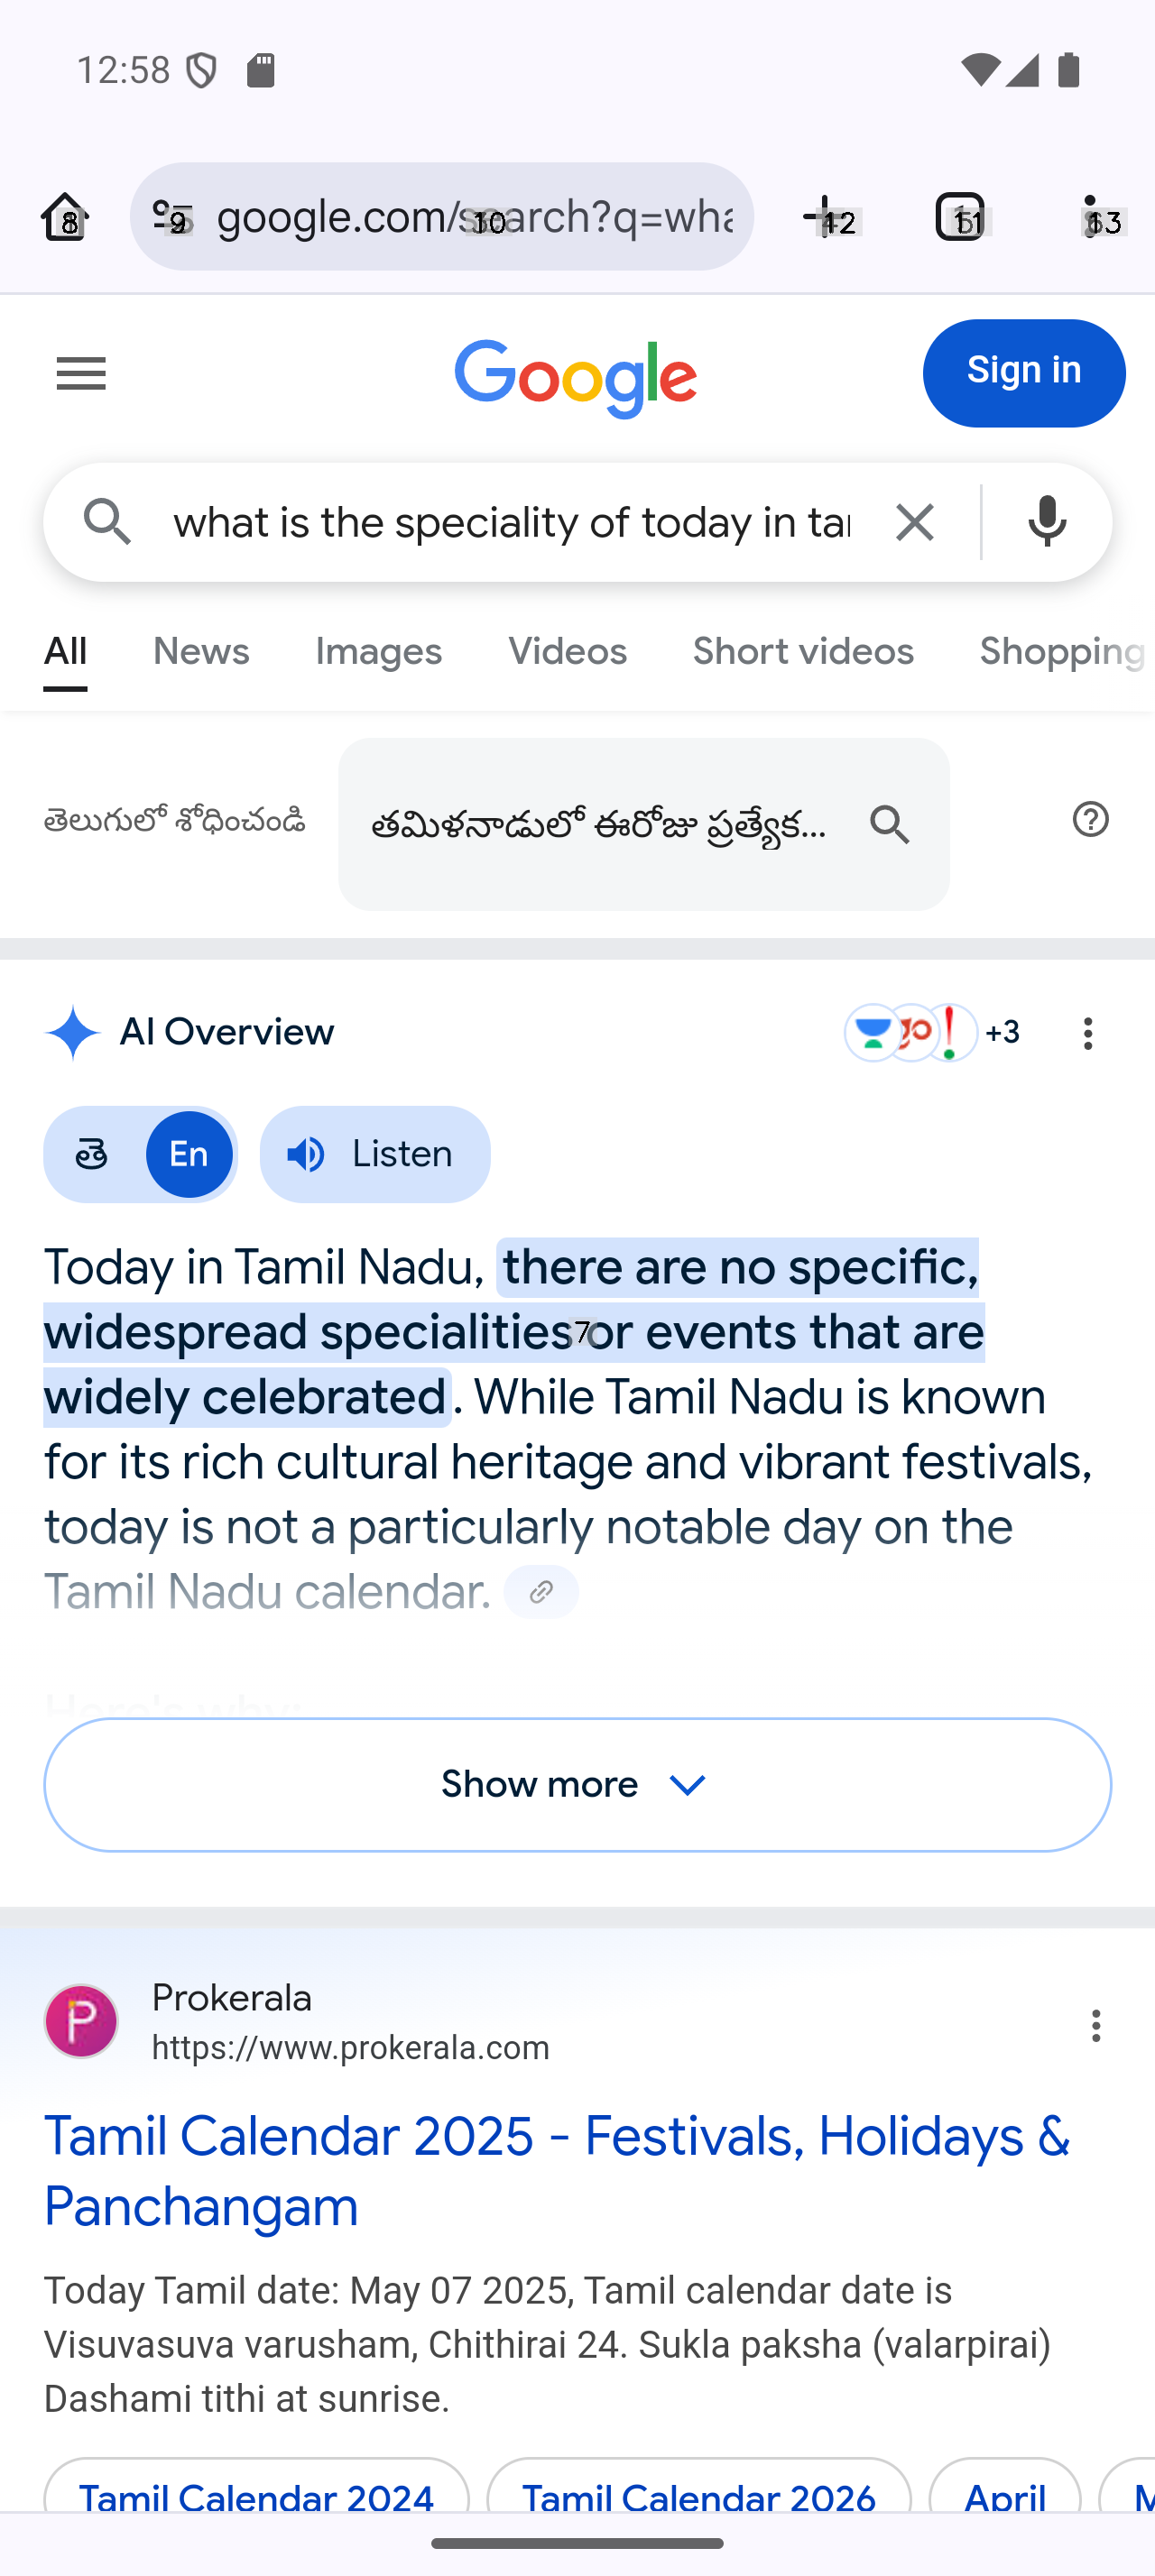 12:58
8
9
google.com/search?q=wha
10
12
11
13
Google
Sign in
what is the speciality of today in tar
All News Images Videos Short videos Shopping
తెలుగులో శోధించండి
తమిళనాడులో ఈరోజు ప్రత్యేక...
AI Overview
+3
తె En Listen
Today in Tamil Nadu, there are no specific,
widespread specialities or events that are
7
widely celebrated. While Tamil Nadu is known
for its rich cultural heritage and vibrant festivals,
today is not a particularly notable day on the
Tamil Nadu calendar.
Here's why:
Show more
P
Prokerala
https://www.prokerala.com
Tamil Calendar 2025 - Festivals, Holidays &
Panchangam
Today Tamil date: May 07 2025, Tamil calendar date is
Visuvasuva varusham, Chithirai 24. Sukla paksha (valarpirai)
Dashami tithi at sunrise.
Tamil Calendar 2024 Tamil Calendar 2026 April